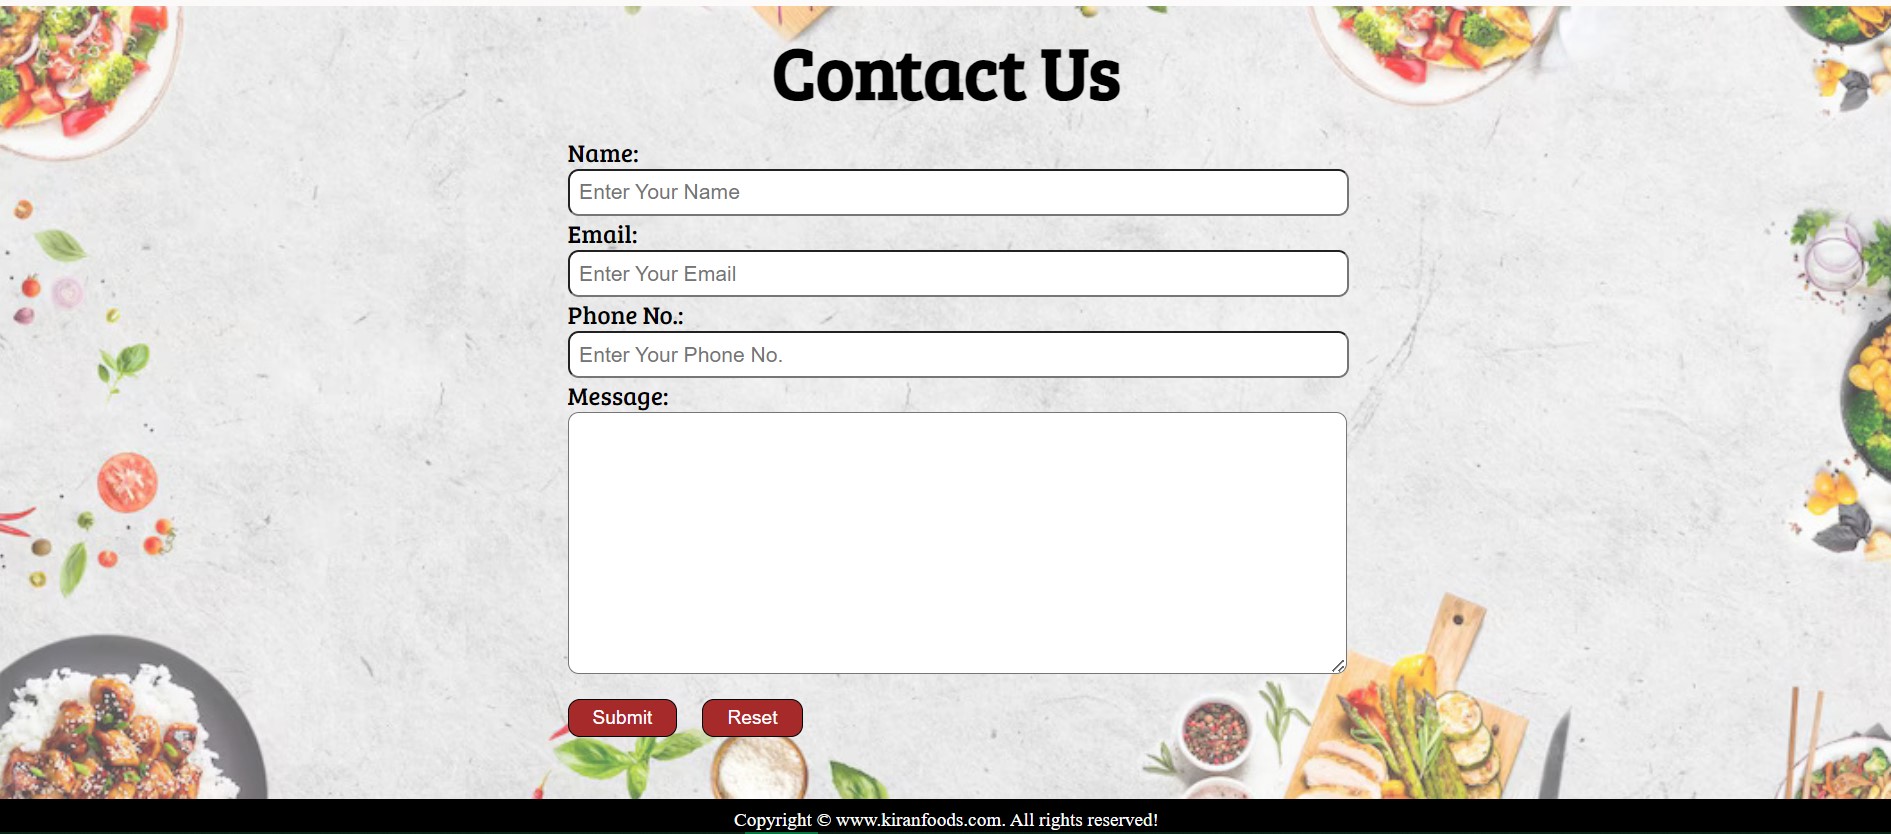 Contact Us
Name:
Enter Your Name
Email:
Enter Your Email
Phone No.:
Enter Your Phone No.
Message:
Submit Reset
Copyright © www.kiranfoods.com. All rights reserved!